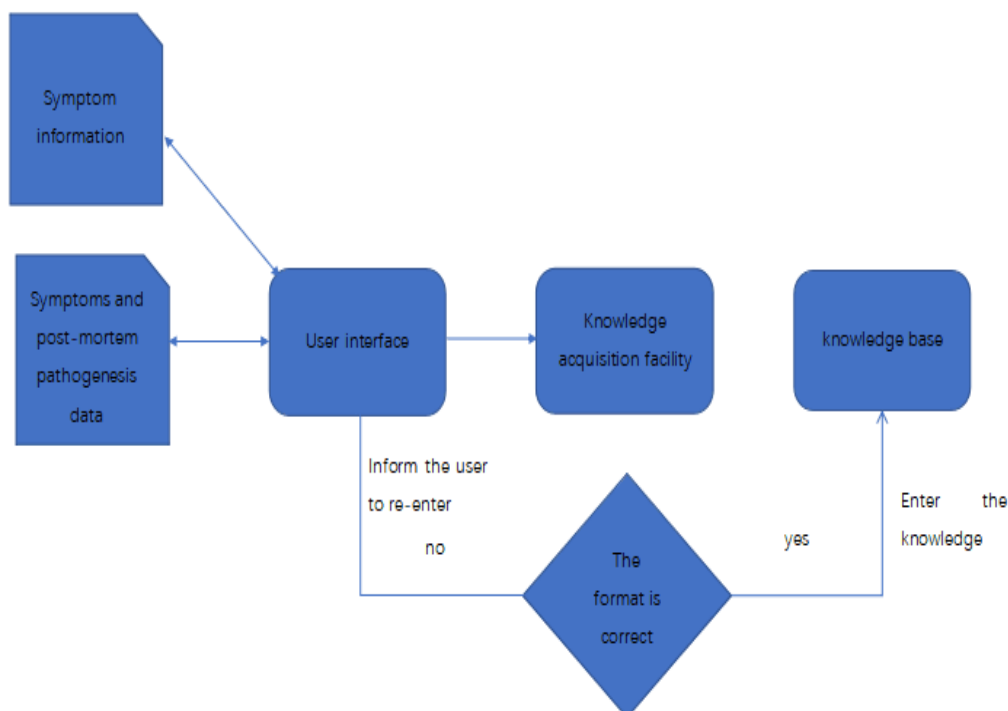 Symptom
information
Symptoms and
post-mortem
pathogenesis
data
User interface
Knowledge
acquisition facility
knowledge base
Inform the user
to re-enter
no
The
format is
correct
yes
Enter the
knowledge